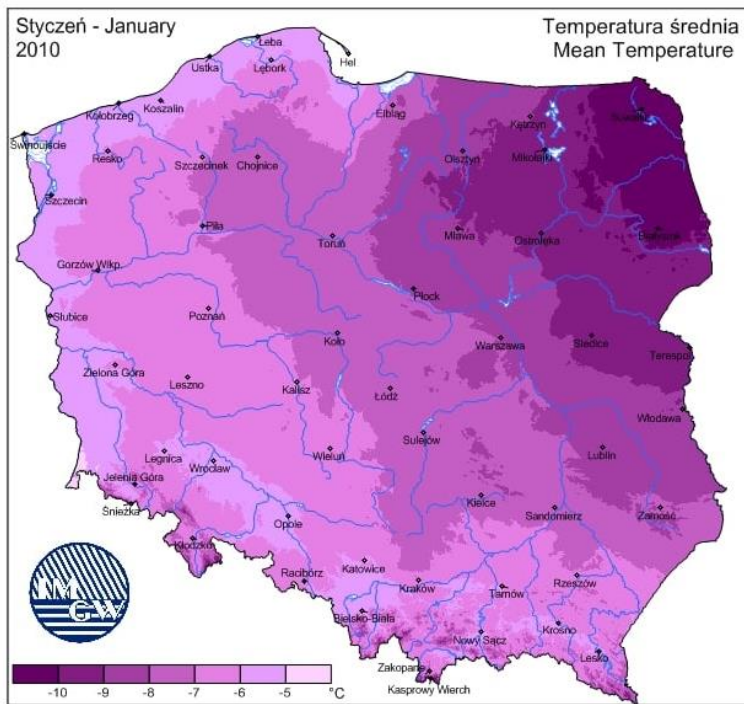 Styczeń - January
2010
Temperatura średnia
Mean Temperature
Łeba
Hel
Ustka
Lębork
Kołobrzeg
Koszalin
Elbląg
Kętrzyn
Suwałki
Świnoujście
Resko
Szczecinek
Chojnice
Olsztyn
Mikołajki
Szczecin
Piła
Toruń
Mława
Ostrołęka
Białystok
Gorzów Wlkp.
Płock
Słubice
Poznań
Koło
Warszawa
Siedlce
Terespol
Zielona Góra
Leszno
Kalisz
Łódź
Włodawa
Sulejów
Legnica
Wrocław
Wieluń
Lublin
Jelenia Góra
Śnieżka
Kielce
Sandomierz
Zamość
Opole
Kłodzko
Racibórz
Katowice
Kraków
Tarnów
Rzeszów
Bielsko-Biała
Nowy Sącz
Krosno
Lesko
Zakopane
Kasprowy Wierch
IM
GW
-10 -9 -8 -7 -6 -5 °C